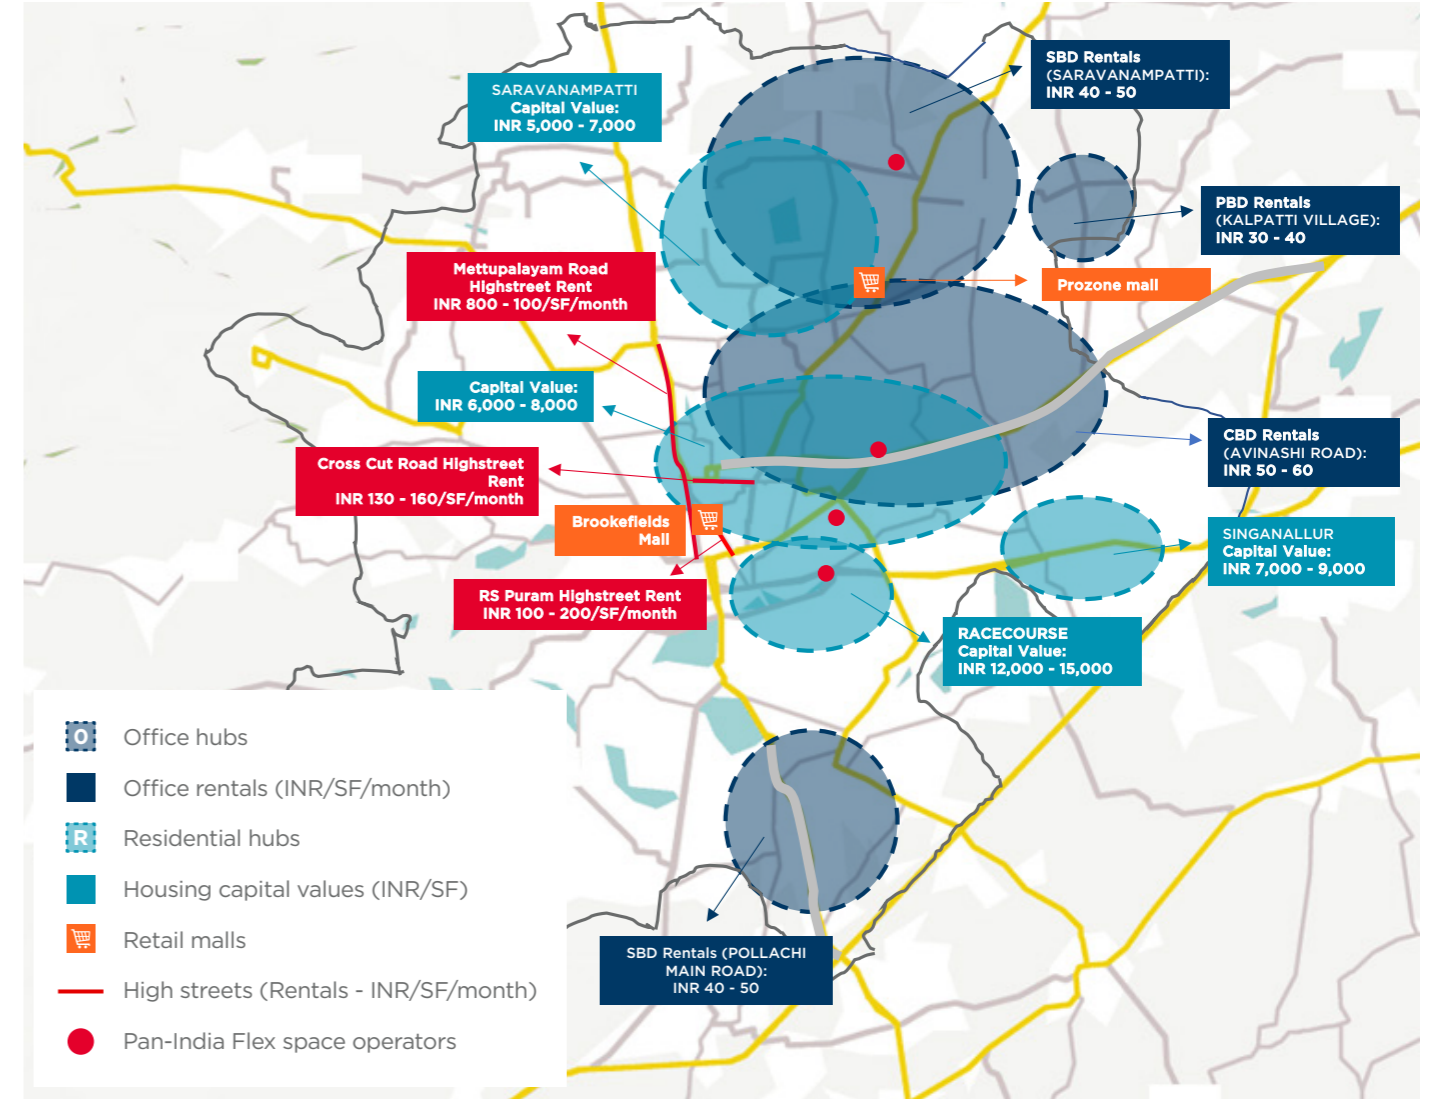 SBD Rentals
(SARAVANAMPATTI):
INR 40 - 50
SARAVANAMPATTI
Capital Value:
INR 5,000 - 7,000
PBD Rentals
(KALPATTI VILLAGE):
INR 30 - 40
Mettupalayam Road
Highstreet Rent
INR 800 - 100/SF/month
Prozone mall
Capital Value:
INR 6,000 - 8,000
CBD Rentals
(AVINASHI ROAD):
INR 50 - 60
Cross Cut Road Highstreet
Rent
INR 130 - 160/SF/month
Brookefields
Mall
SINGANALLUR
Capital Value:
INR 7,000 - 9,000
RS Puram Highstreet Rent
INR 100 - 200/SF/month
RACECOURSE
Capital Value:
INR 12,000 - 15,000
SBD Rentals (POLLACHI
MAIN ROAD):
INR 40 - 50
O Office hubs
Office rentals (INR/SF/month)
R Residential hubs
Housing capital values (INR/SF)
Retail malls
High streets (Rentals - INR/SF/month)
Pan-India Flex space operators